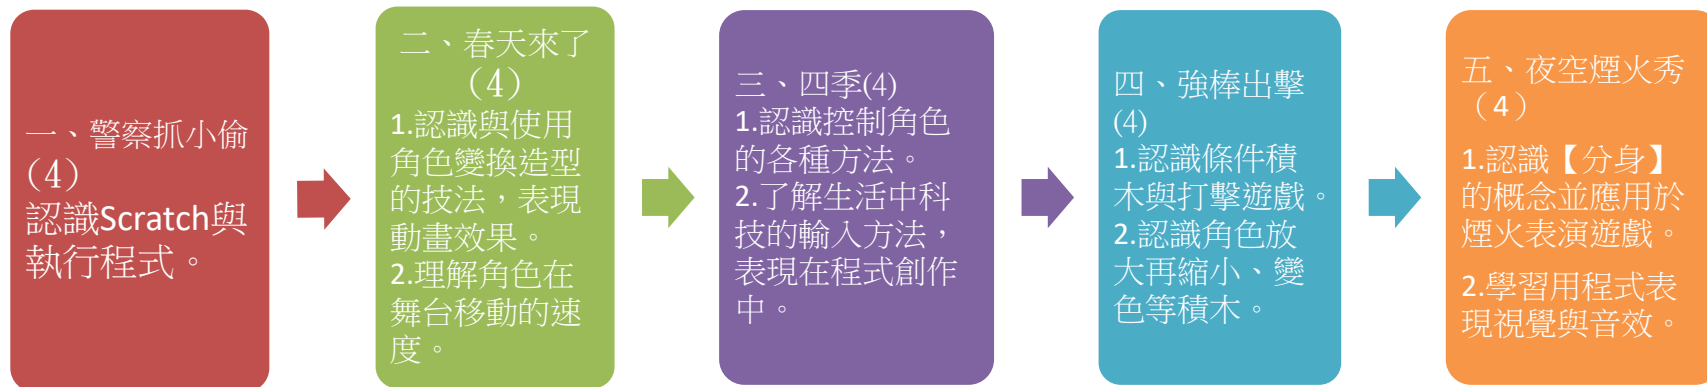 一、警察抓小偷
(4)
認識Scratch與
執行程式。
二、春天來了
(4)
1.認識與使用
角色變換造型
的技法，表現
動畫效果。
2.理解角色在
舞台移動的速
度。
三、四季(4)
1.認識控制角色
的各種方法。
2.了解生活中科
技的輸入方法，
表現在程式創作
中。
四、強棒出擊
(4)
1.認識條件積
木與打擊遊戲。
2.認識角色放
大再縮小、變
色等積木。
五、夜空煙火秀
（4）
1.認識【分身】
的概念並應用於
煙火表演遊戲。
2.學習用程式表
現視覺與音效。